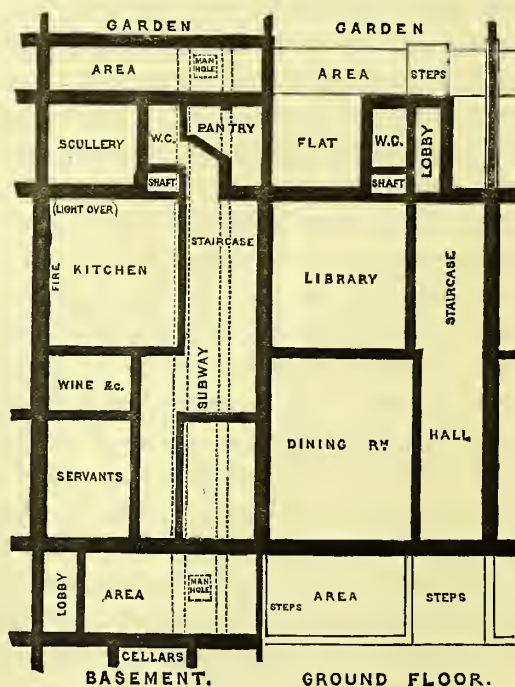 GARDEN
AREA
MAN
HOLE
SCULLERY
W.C.
PANTRY
SHAFT
(LIGHT OVER)
STAIRCASE
FIRE
KITCHEN
SUBWAY
WINE &c.
SERVANTS
LOBBY
AREA
MAN
HOLE
CELLARS
BASEMENT.
GARDEN
AREA
STEPS
FLAT
W.C.
LOBBY
SHAFT
LIBRARY
STAIRCASE
DINING RM
HALL
STEPS
AREA
STEPS
GROUND FLOOR.